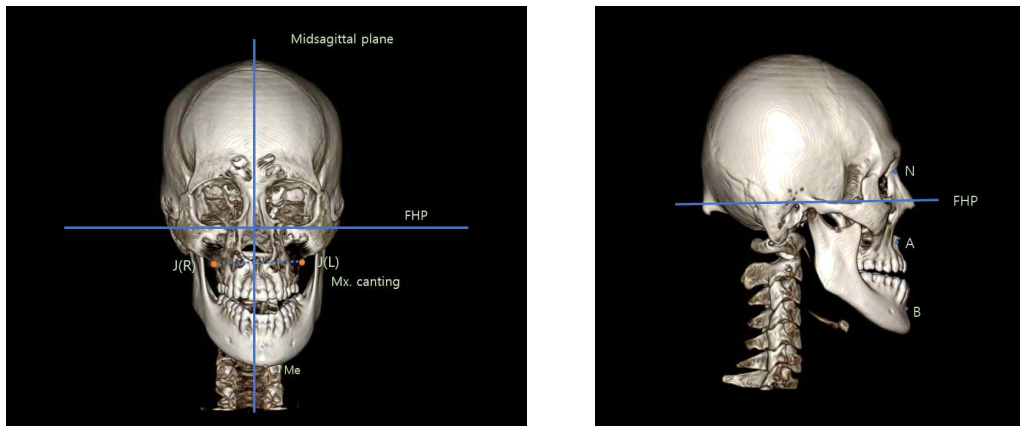 Midsagittal plane
FHP
J(R)
J(L)
Mx. canting
Me
N
FHP
A
B